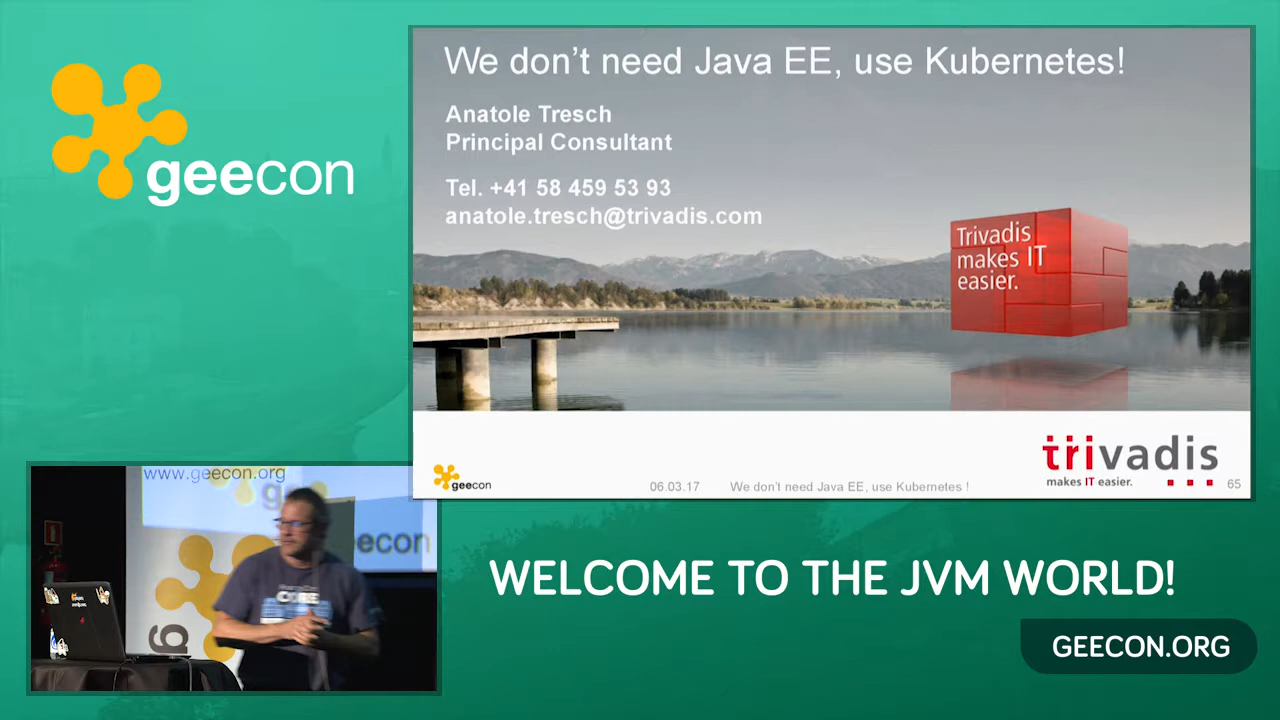 geecon
We don't need Java EE, use Kubernetes!
Anatole Tresch
Principal Consultant
Tel. +41 58 459 53 93
anatole.tresch@trivadis.com
Trivadis
makes IT
easier.
trivadis
makes IT easier.
geecon
06.03.17
We don't need Java EE, use Kubernetes !
65
www.geecon.org
geecon
CORE
WELCOME TO THE JVM WORLD!
GEECON.ORG